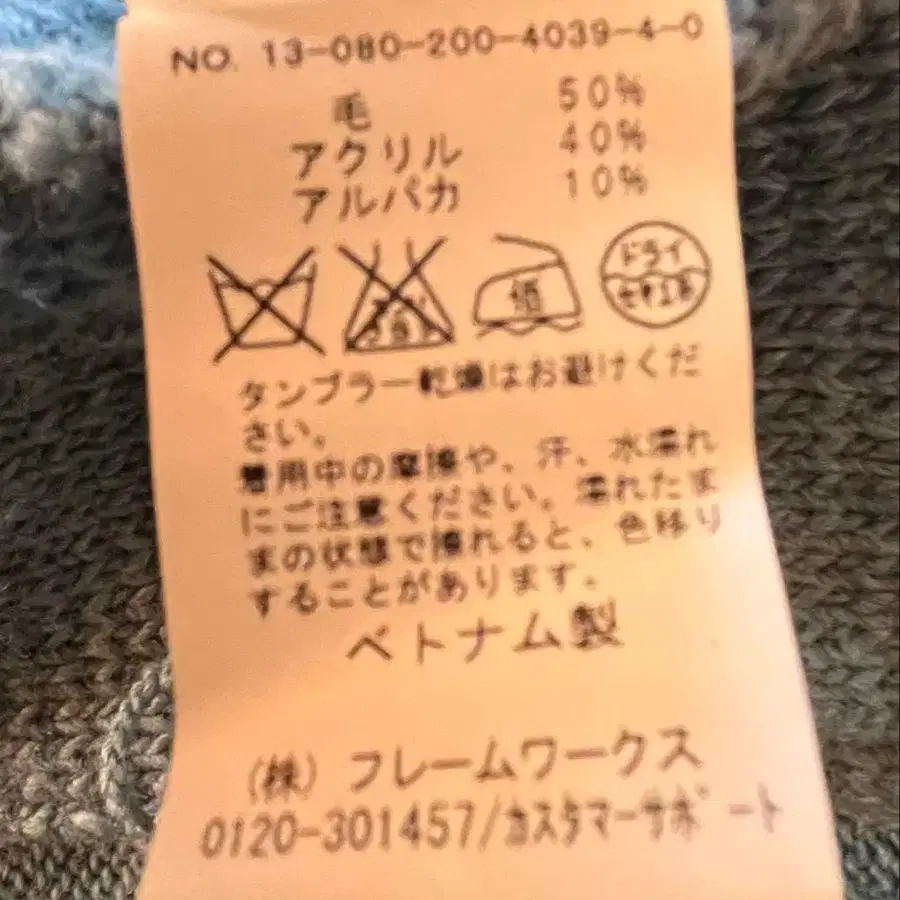 NO. 13-080-200-4039-4-0
毛 50%
アクリル 40%
アルパカ 10%
低 ドライ
セキユ系
タンブラー乾燥はお避けくだ
さい。
着用中の摩擦や、汗、水濡れ
にご注意ください。濡れたま
まの状態で擦れると、色移り
することがあります。
ベトナム製
(株) フレームワークス
0120-301457/カスタマーサポート